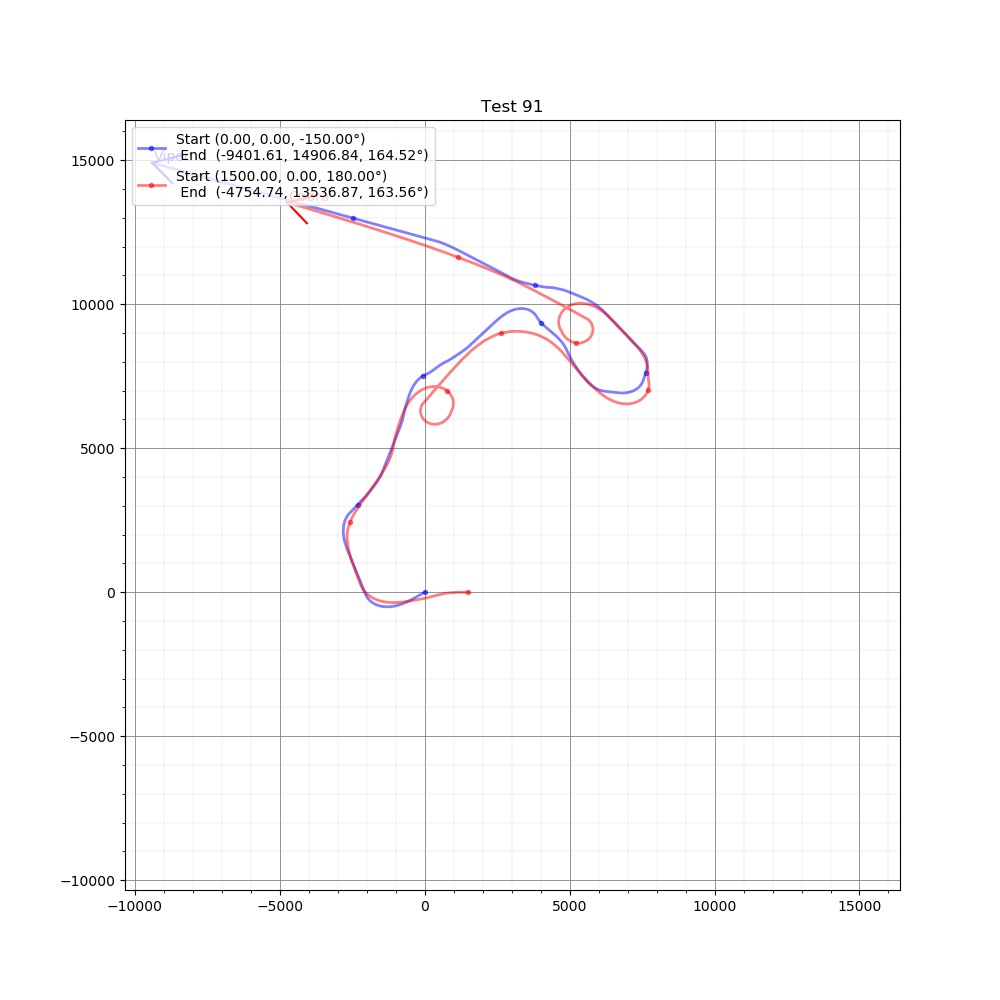 Test 91
Start (0.00, 0.00, -150.00°)
End (-9401.61, 14906.84, 164.52°)
Start (1500.00, 0.00, 180.00°)
End (-4754.74, 13536.87, 163.56°)
15000
10000
5000
0
−5000
−10000
−10000 −5000 0 5000 10000 15000